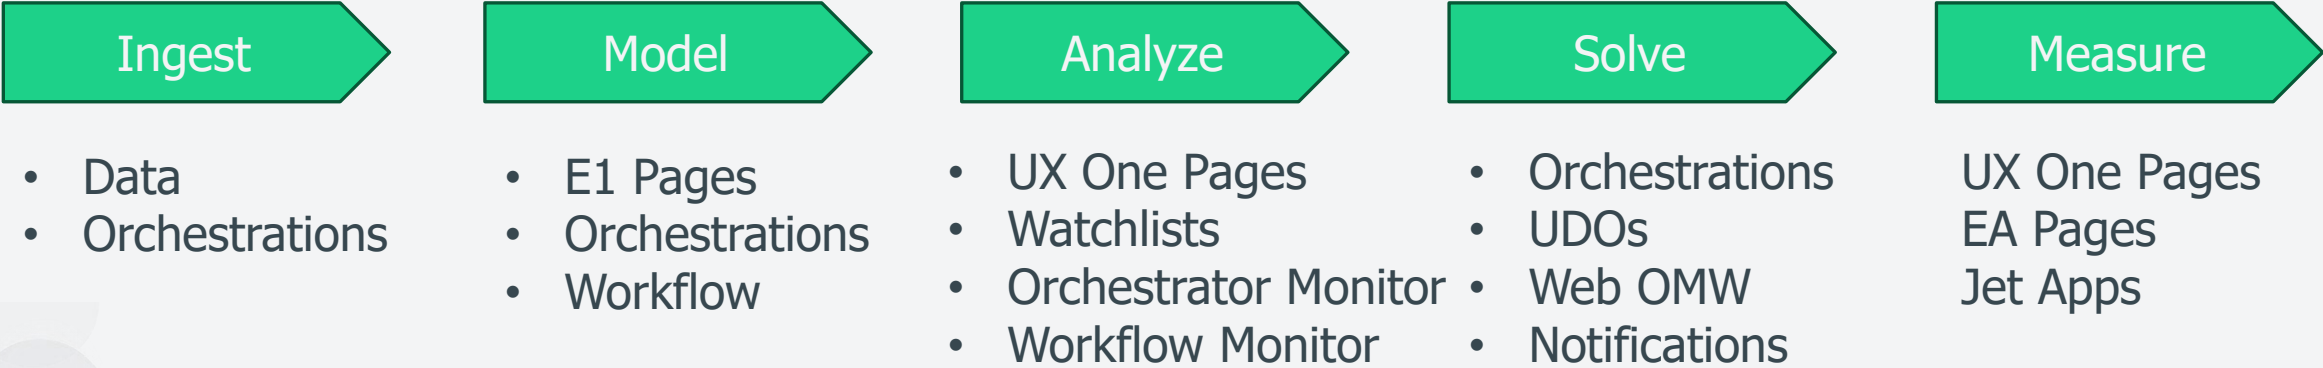 Ingest
• Data
• Orchestrations
Model
• E1 Pages
• Orchestrations
• Workflow
Analyze
• UX One Pages
• Watchlists
• Orchestrator Monitor
• Workflow Monitor
Solve
• Orchestrations
• UDOs
• Web OMW
• Notifications
Measure
UX One Pages
EA Pages
Jet Apps